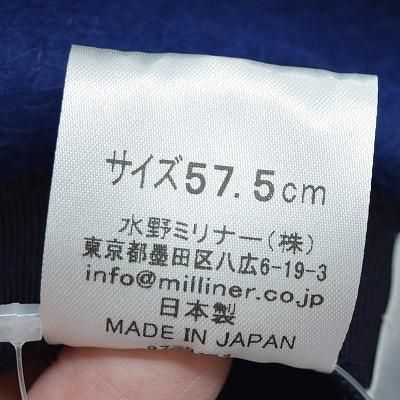 サイズ57.5cm
水野ミリナー(株)
東京都墨田区八広6-19-3
info@milliner.co.jp
日本製
MADE IN JAPAN